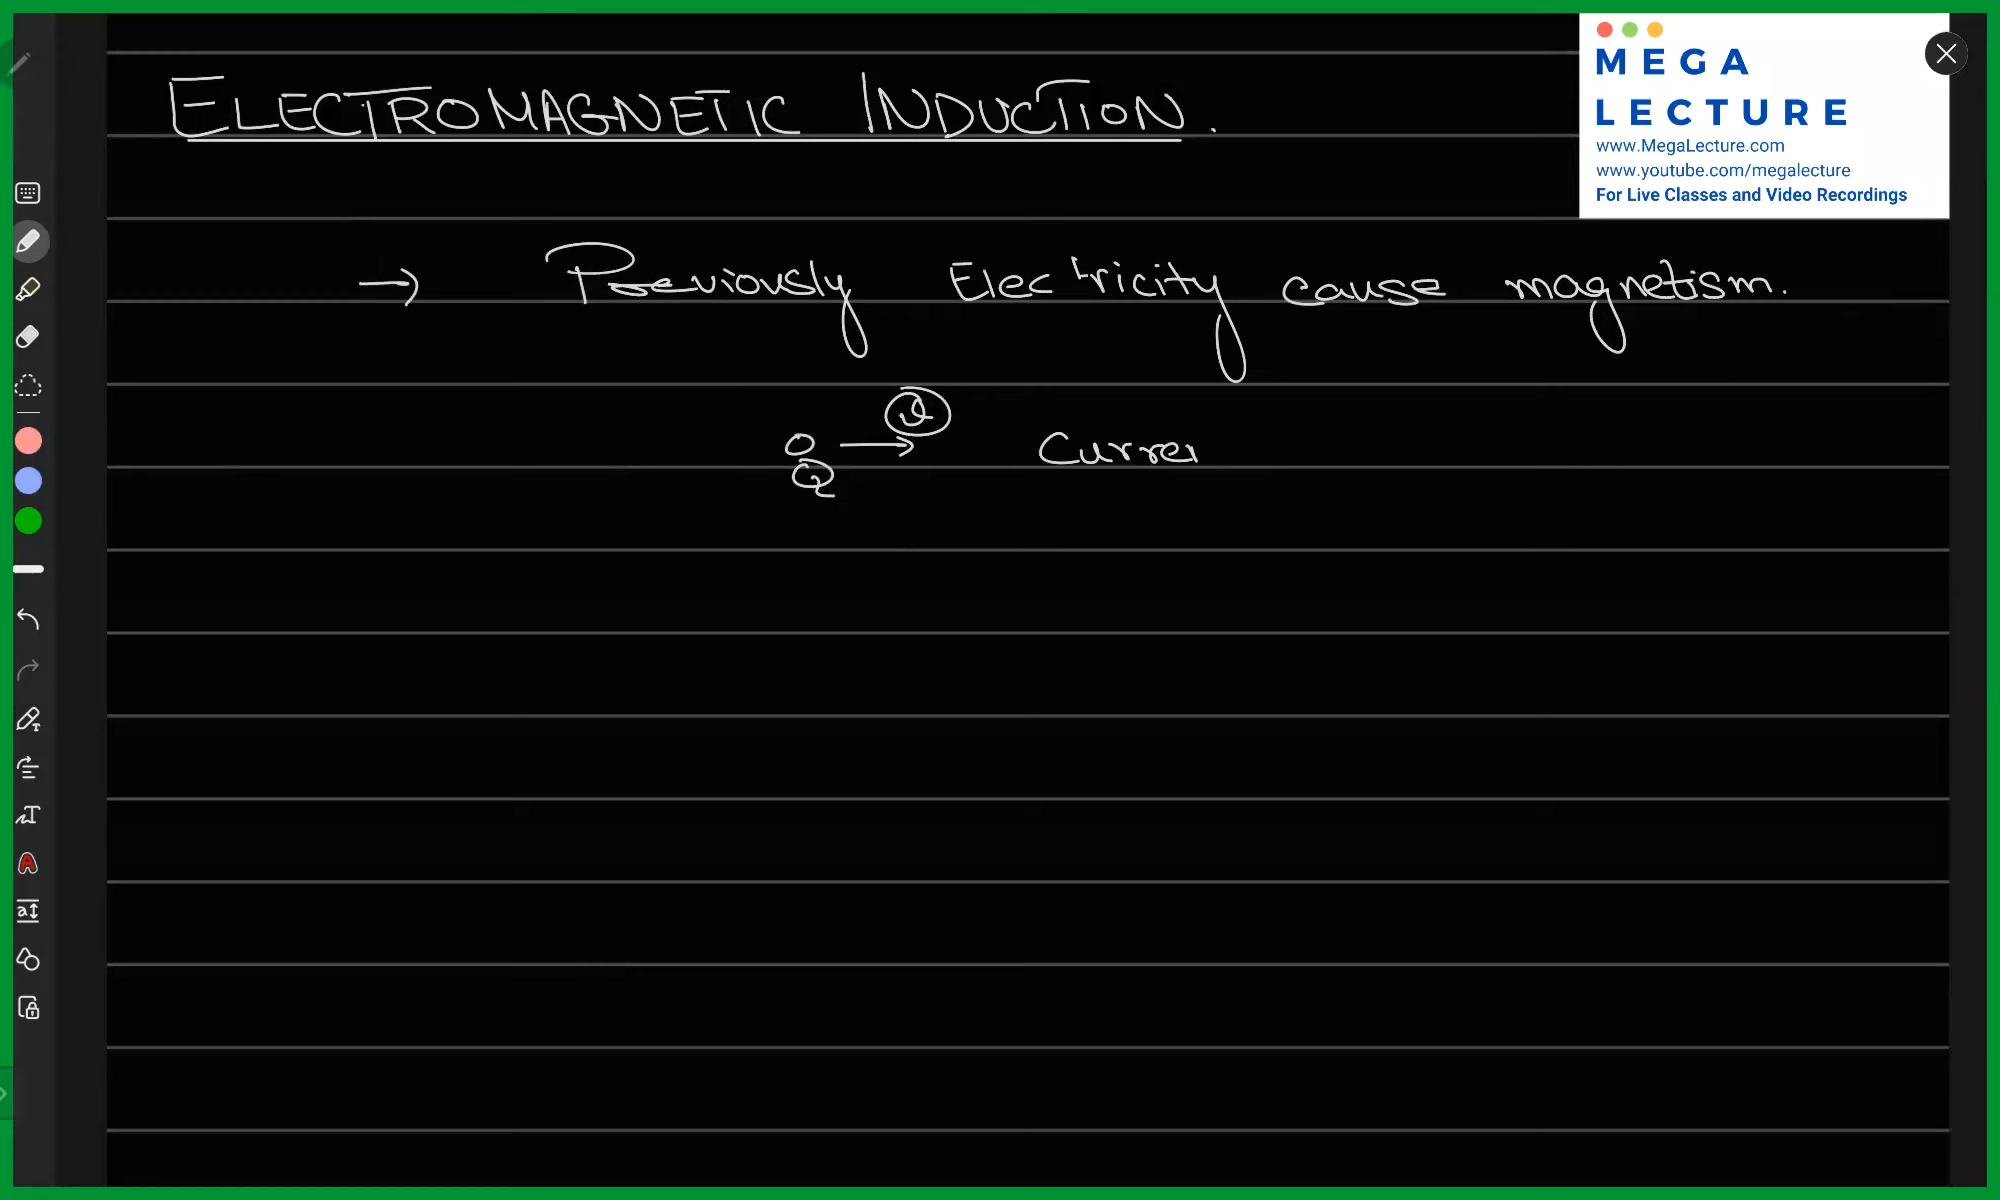 ELECTROMAGNETIC INDUCTION.
MEGA
LECTURE
www.MegaLecture.com
www.youtube.com/megalecture
For Live Classes and Video Recordings
→ Previously Electricity cause magnetism.
Q → Curren